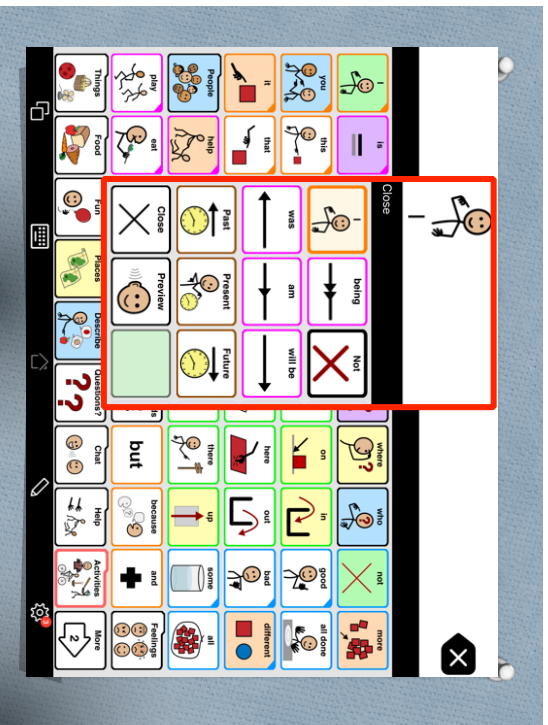 I
Close
I
is
where
who
not
more
I
being
Not
you
this
on
in
good
all done
was
am
will be
it
that
here
out
bad
different
Past
Present
Future
People
help
there
up
some
all
Close
Preview
play
eat
but
because
and
Feelings
Things
Food
Fun
Places
Describe
Questions?
Chat
Help
Activities
More
2
3